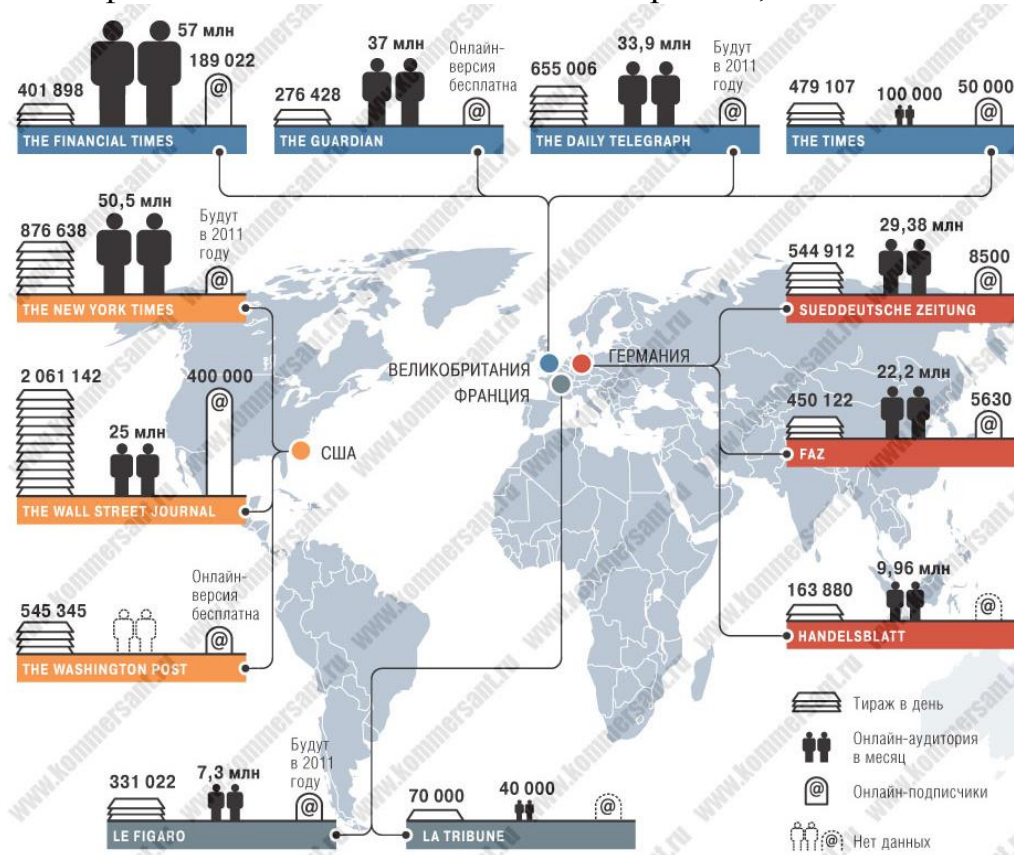 57 млн
189 022
401 898
@
THE FINANCIAL TIMES
37 млн
Онлайн-
версия
бесплатна
276 428
@
THE GUARDIAN
33,9 млн
Будут
в 2011
году
655 006
@
THE DAILY TELEGRAPH
479 107
100 000
50 000
@
THE TIMES
50,5 млн
Будут
в 2011
году
876 638
@
THE NEW YORK TIMES
29,38 млн
544 912
8500
@
SUEDDEUTSCHE ZEITUNG
ВЕЛИКОБРИТАНИЯ
ГЕРМАНИЯ
ФРАНЦИЯ
США
2 061 142
400 000
@
25 млн
THE WALL STREET JOURNAL
22,2 млн
450 122
5630
@
FAZ
Онлайн-
версия
бесплатна
545 345
@
THE WASHINGTON POST
9,96 млн
163 880
@
HANDELSBLATT
Тираж в день
Онлайн-аудитория
в месяц
@ Онлайн-подписчики
@ Нет данных
Будут
в 2011
году
331 022
7,3 млн
@
LE FIGARO
70 000
40 000
@
LA TRIBUNE
www.kommersant.ru